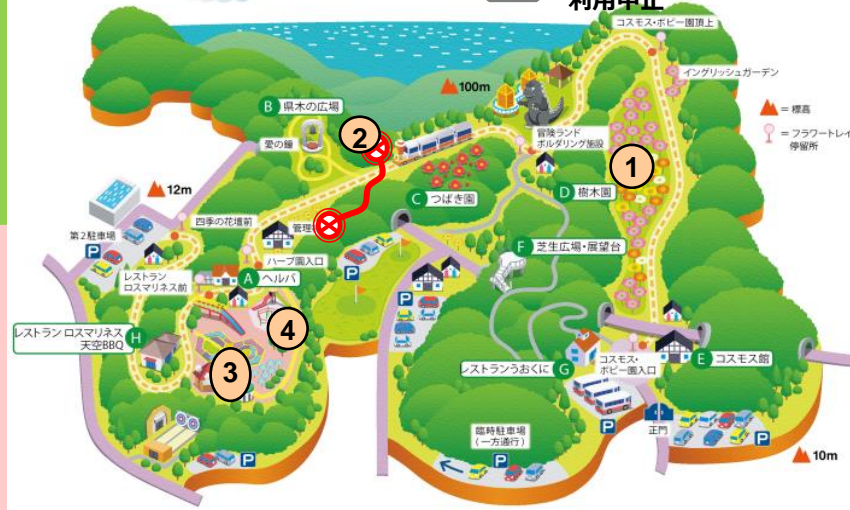 利用中止
コスモス・ポピー園頂上
イングリッシュガーデン
100m
= 標高
= フラワートレイ
停留所
B 県木の広場
愛の鐘
2
冒険ランド
ボルダリング施設
1
D 樹木園
C つばき園
12m
四季の花壇前
管理
第2駐車場
P
F 芝生広場・展望台
ハーブ園入口
P
A ヘルバ
レストラン
ロスマリネス前
P
レストラン ロスマリネス
天空BBQ
H
4
3
レストランうおくに G
コスモス・
ポピー園入口
E コスモス館
正門
P
P
臨時駐車場
(一方通行)
P
P
10m